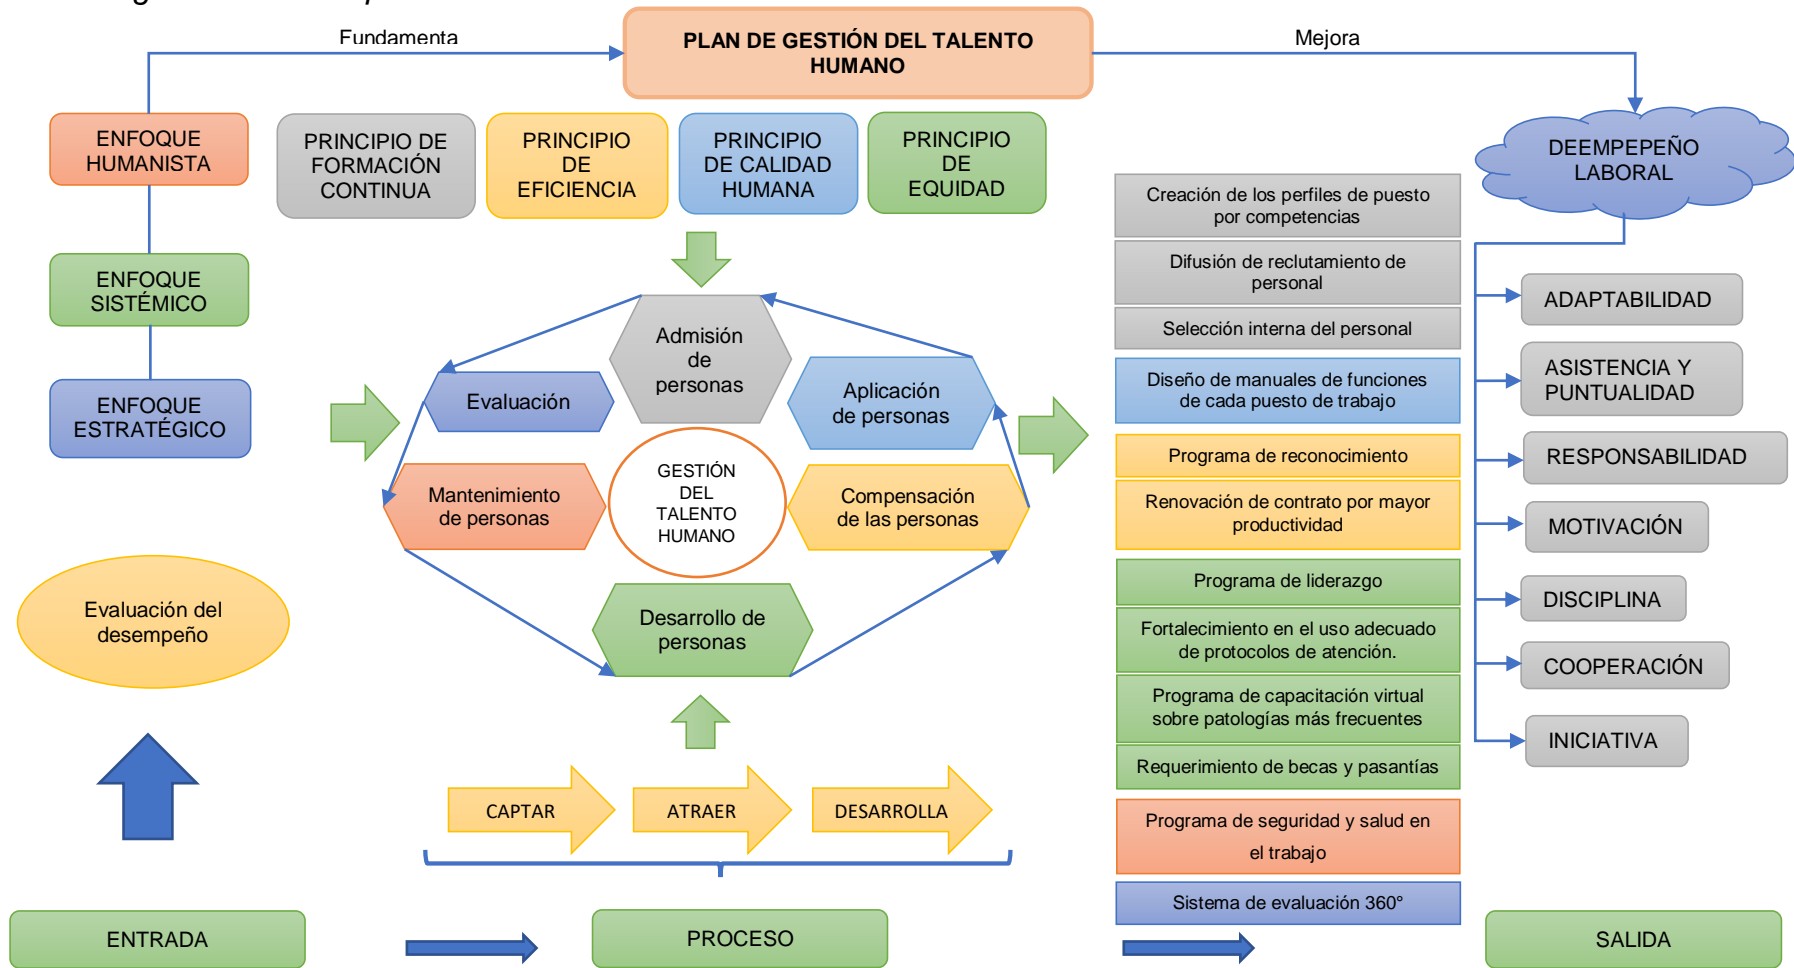 Fundamenta
PLAN DE GESTIÓN DEL TALENTO
HUMANO
Mejora
ENFOQUE
HUMANISTA
PRINCIPIO DE
FORMACIÓN
CONTINUA
PRINCIPIO
DE
EFICIENCIA
PRINCIPIO
DE CALIDAD
HUMANA
PRINCIPIO
DE
EQUIDAD
DEEMPEPEÑO
LABORAL
ENFOQUE
SISTÉMICO
ENFOQUE
ESTRATÉGICO
Evaluación del
desempeño
Admisión
de
personas
Evaluación
Aplicación
de personas
Mantenimiento
de personas
GESTIÓN
DEL
TALENTO
HUMANO
Compensación
de las personas
Desarrollo de
personas
CAPTAR
ATRAER
DESARROLLA
Creación de los perfiles de puesto
por competencias
Difusión de reclutamiento de
personal
Selección interna del personal
Diseño de manuales de funciones
de cada puesto de trabajo
Programa de reconocimiento
Renovación de contrato por mayor
productividad
Programa de liderazgo
Fortalecimiento en el uso adecuado
de protocolos de atención.
Programa de capacitación virtual
sobre patologías más frecuentes
Requerimiento de becas y pasantías
Programa de seguridad y salud en
el trabajo
Sistema de evaluación 360°
ADAPTABILIDAD
ASISTENCIA Y
PUNTUALIDAD
RESPONSABILIDAD
MOTIVACIÓN
DISCIPLINA
COOPERACIÓN
INICIATIVA
ENTRADA
PROCESO
SALIDA